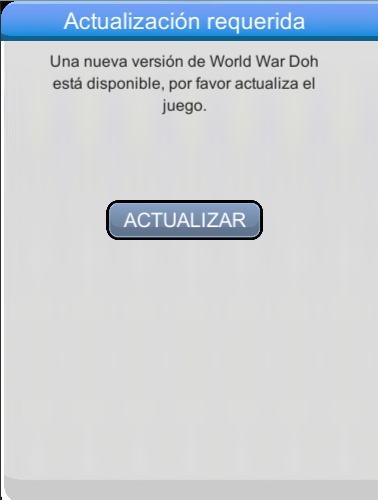 Actualización requerida
Una nueva versión de World War Doh
está disponible, por favor actualiza el
juego.
ACTUALIZAR